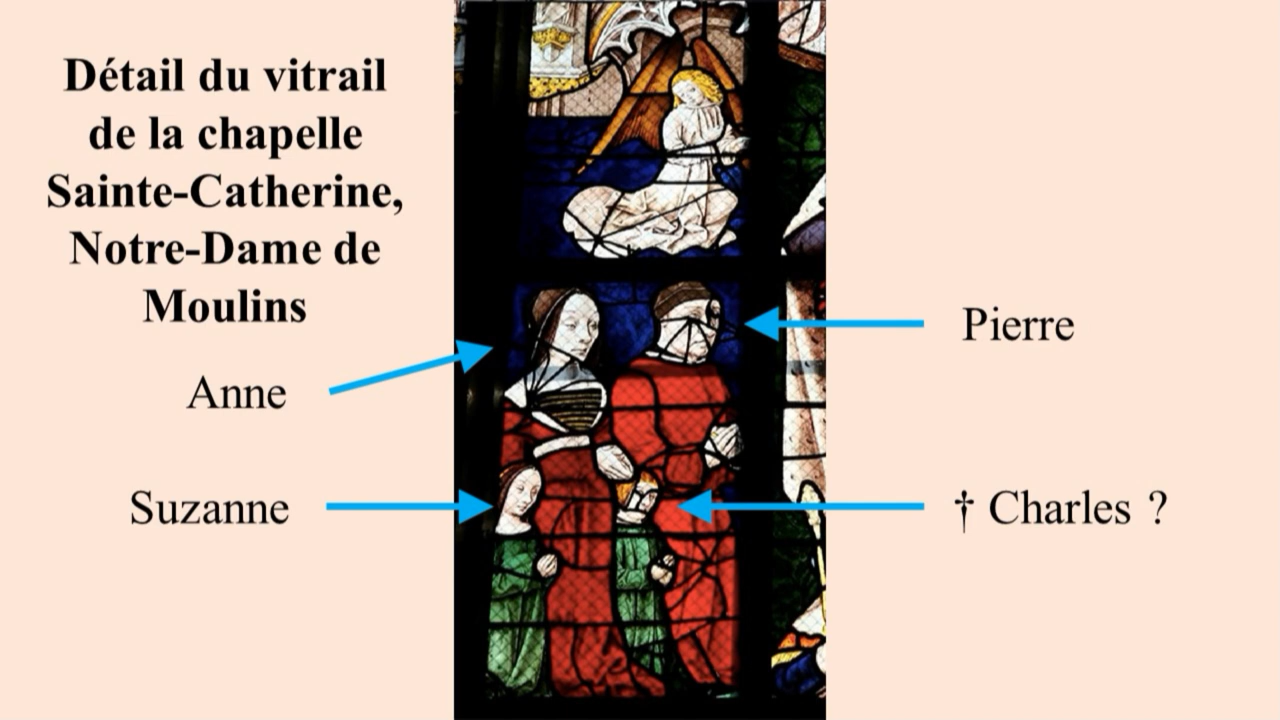 Détail du vitrail
de la chapelle
Sainte-Catherine,
Notre-Dame de
Moulins
Pierre
Anne
Suzanne
† Charles ?